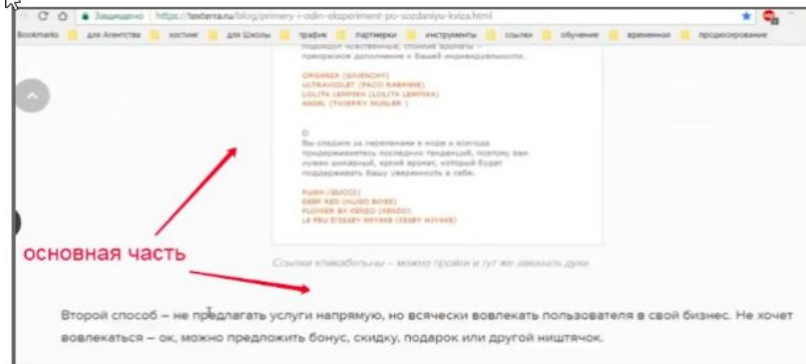 Защищено | https://texterra.ru/blog/primery-i-odin-eksperiment-po-sozdaniyu-kviza.html
Bookmarks для Агентства хостинг для Школы трафик партнерки инструменты ссылки обучение временная продюсирование
подойдут чувственные, стойкие ароматы –
прекрасное дополнение к Вашей индивидуальности.
ORGANZA (GIVENCHY)
ULTRAVIOLET (PACO RABANNE)
LOLITA LEMPIKA (LOLITA LEMPIKA)
ANGEL (THIERRY MUGLER )
D
Вы следите за переменами в моде и всегда
придерживаетесь последних тенденций, поэтому вам
нужен шикарный, яркий аромат, который будет
поддерживать Вашу уверенность в себе.
RUSH (GUCCI)
DEEP RED (HUGO BOSS)
FLOWER BY KENZO (KENZO)
LE FEU D'ISSEY MIYAKE (ISSEY MIYAKE)
основная часть
Ссылки кликабельны – можно пройти и тут же заказать духи
Второй способ – не предлагать услуги напрямую, но всячески вовлекать пользователя в свой бизнес. Не хочет
вовлекаться – ок, можно предложить бонус, скидку, подарок или другой ништячок.